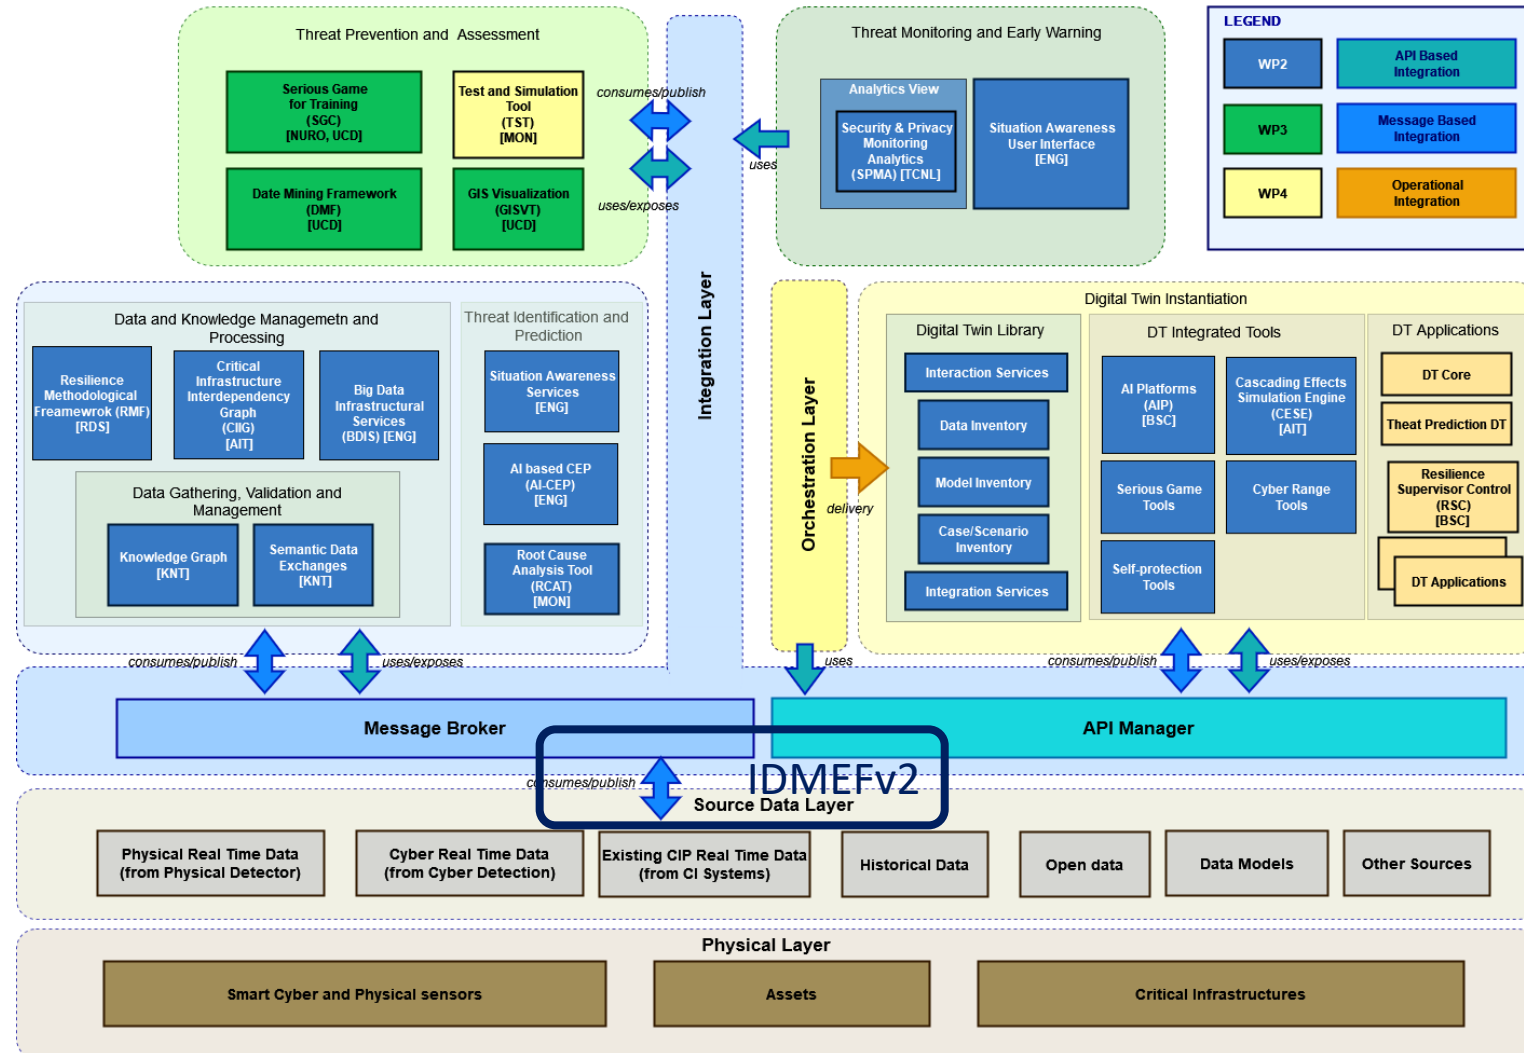 Threat Prevention and  Assessment
Serious Game
for Training
(SGC)
[NURO, UCD]
Test and Simulation
Tool
(TST)
[MON]
Date Mining Framework
(DMF)
[UCD]
GIS Visualization
(GISVT)
[UCD]
consumes/publish
uses/exposes
Integration Layer
Threat Monitoring and Early Warning
Analytics View
Security & Privacy
Monitoring
Analytics
(SPMA) [TCNL]
Situation Awareness
User Interface
[ENG]
uses
LEGEND
WP2
API Based
Integration
WP3
Message Based
Integration
WP4
Operational
Integration
Data and Knowledge Managemetn and
Processing
Resilience
Methodological
Freamewrok (RMF)
[RDS]
Critical
Infrastructure
Interdependency
Graph
(CIIG)
[AIT]
Big Data
Infrastructural
Services
(BDIS) [ENG]
Data Gathering, Validation and
Management
Knowledge Graph
[KNT]
Semantic Data
Exchanges
[KNT]
Threat Identification and
Prediction
Situation Awareness
Services
[ENG]
AI based CEP
(AI-CEP)
[ENG]
Root Cause
Analysis Tool
(RCAT)
[MON]
Orchestration Layer
delivery
Digital Twin Instantiation
Digital Twin Library
Interaction Services
Data Inventory
Model Inventory
Case/Scenario
Inventory
Integration Services
DT Integrated Tools
AI Platforms
(AIP)
[BSC]
Cascading Effects
Simulation Engine
(CESE)
[AIT]
Serious Game
Tools
Cyber Range
Tools
Self-protection
Tools
DT Applications
DT Core
Theat Prediction DT
Resilience
Supervisor Control
(RSC)
[BSC]
DT Applications
consumes/publish
uses/exposes
uses
consumes/publish
uses/exposes
Message Broker
API Manager
consumes/publish
IDMEFv2
Source Data Layer
Physical Real Time Data
(from Physical Detector)
Cyber Real Time Data
(from Cyber Detection)
Existing CIP Real Time Data
(from CI Systems)
Historical Data
Open data
Data Models
Other Sources
Physical Layer
Smart Cyber and Physical sensors
Assets
Critical Infrastructures